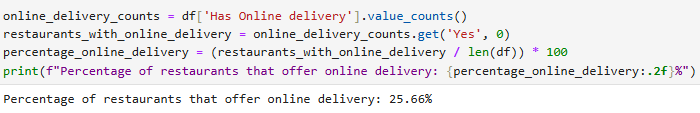 online_delivery_counts = df['Has Online delivery'].value_counts()
restaurants_with_online_delivery = online_delivery_counts.get('Yes', 0)
percentage_online_delivery = (restaurants_with_online_delivery / len(df)) * 100
print(f"Percentage of restaurants that offer online delivery: {percentage_online_delivery:.2f}%")
Percentage of restaurants that offer online delivery: 25.66%